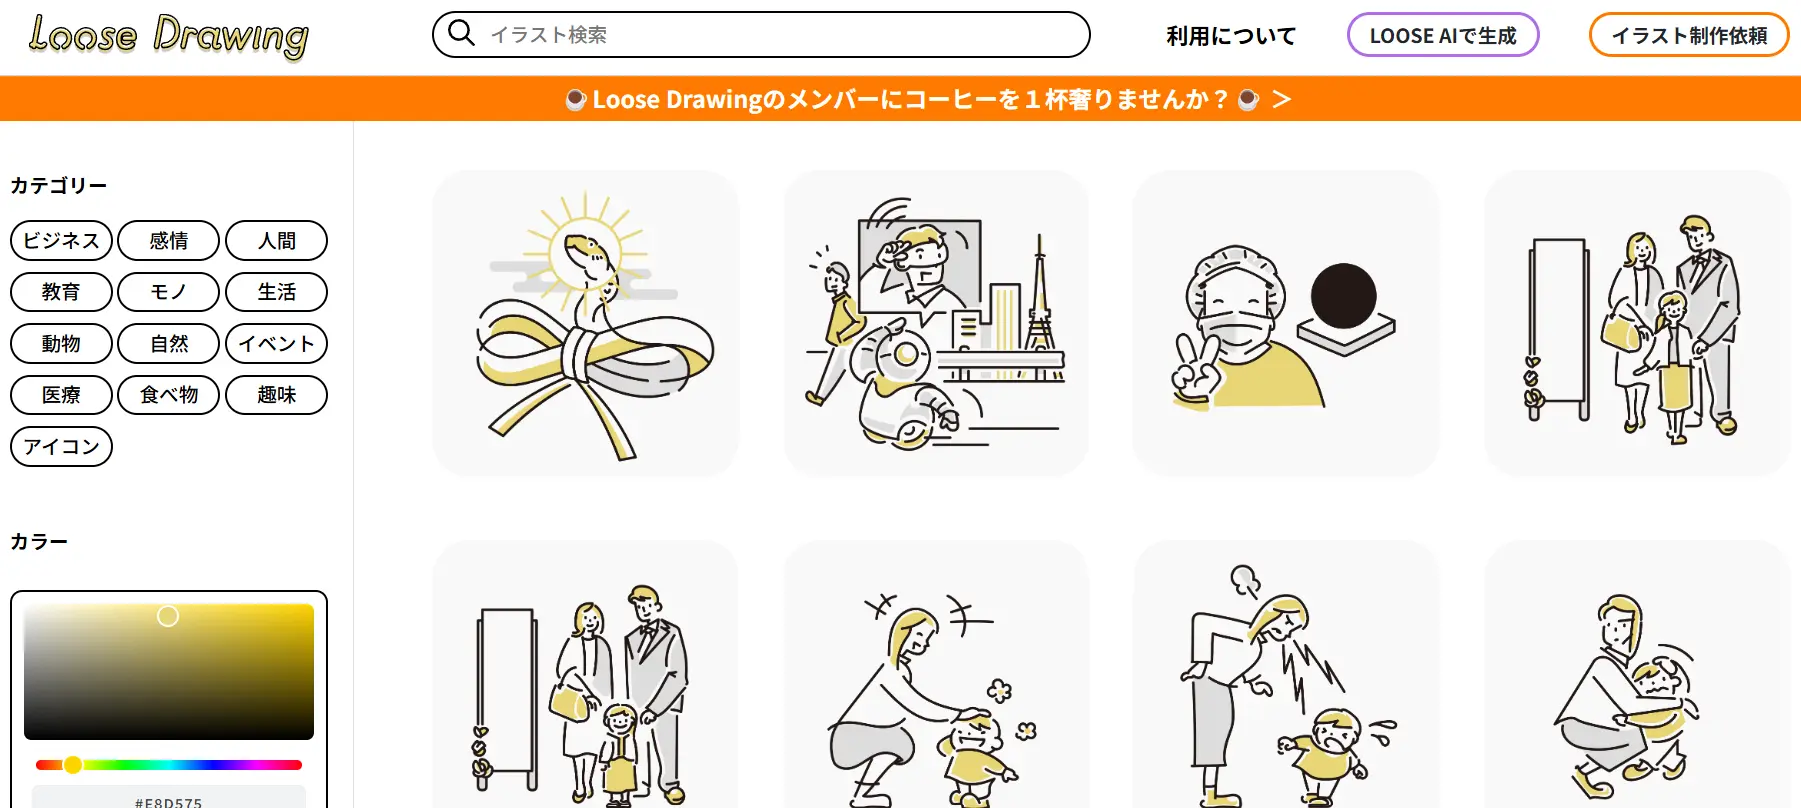 Loose Drawing
イラスト検索
利用について
LOOSE AIで生成
イラスト制作依頼
Loose Drawingのメンバーにコーヒーを１杯奢りませんか？ ＞
カテゴリー
ビジネス 感情 人間
教育 モノ 生活
動物 自然 イベント
医療 食べ物 趣味
アイコン
カラー
#E8D575